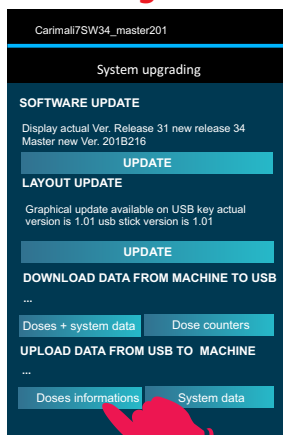 Carimali7SW34_master201
System upgrading
SOFTWARE UPDATE
Display actual Ver. Release 31 new release 34
Master new Ver. 201B216
UPDATE
LAYOUT UPDATE
Graphical update available on USB key actual
version is 1.01 usb stick version is 1.01
UPDATE
DOWNLOAD DATA FROM MACHINE TO USB
...
Doses + system data Dose counters
UPLOAD DATA FROM USB TO MACHINE
...
Doses informations System data